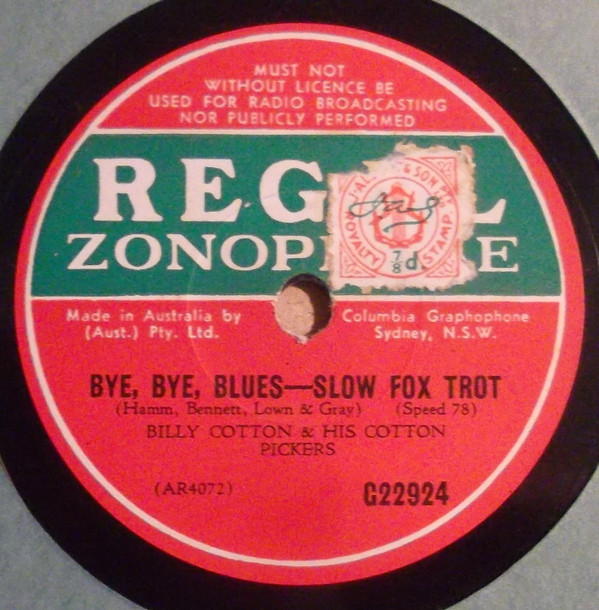 MUST NOT
WITHOUT LICENCE BE
USED FOR RADIO BROADCASTING
NOR PUBLICLY PERFORMED
REG L
ZONOP E
Made in Australia by Columbia Graphophone
(Aust.) Pty. Ltd. Sydney, N.S.W.
& SON
ROYALTY STAMP.
7/8 d.
BYE, BYE, BLUES—SLOW FOX TROT
(Hamm, Bennett, Lown & Gray) (Speed 78)
BILLY COTTON & HIS COTTON
PICKERS
(AR4072) G22924